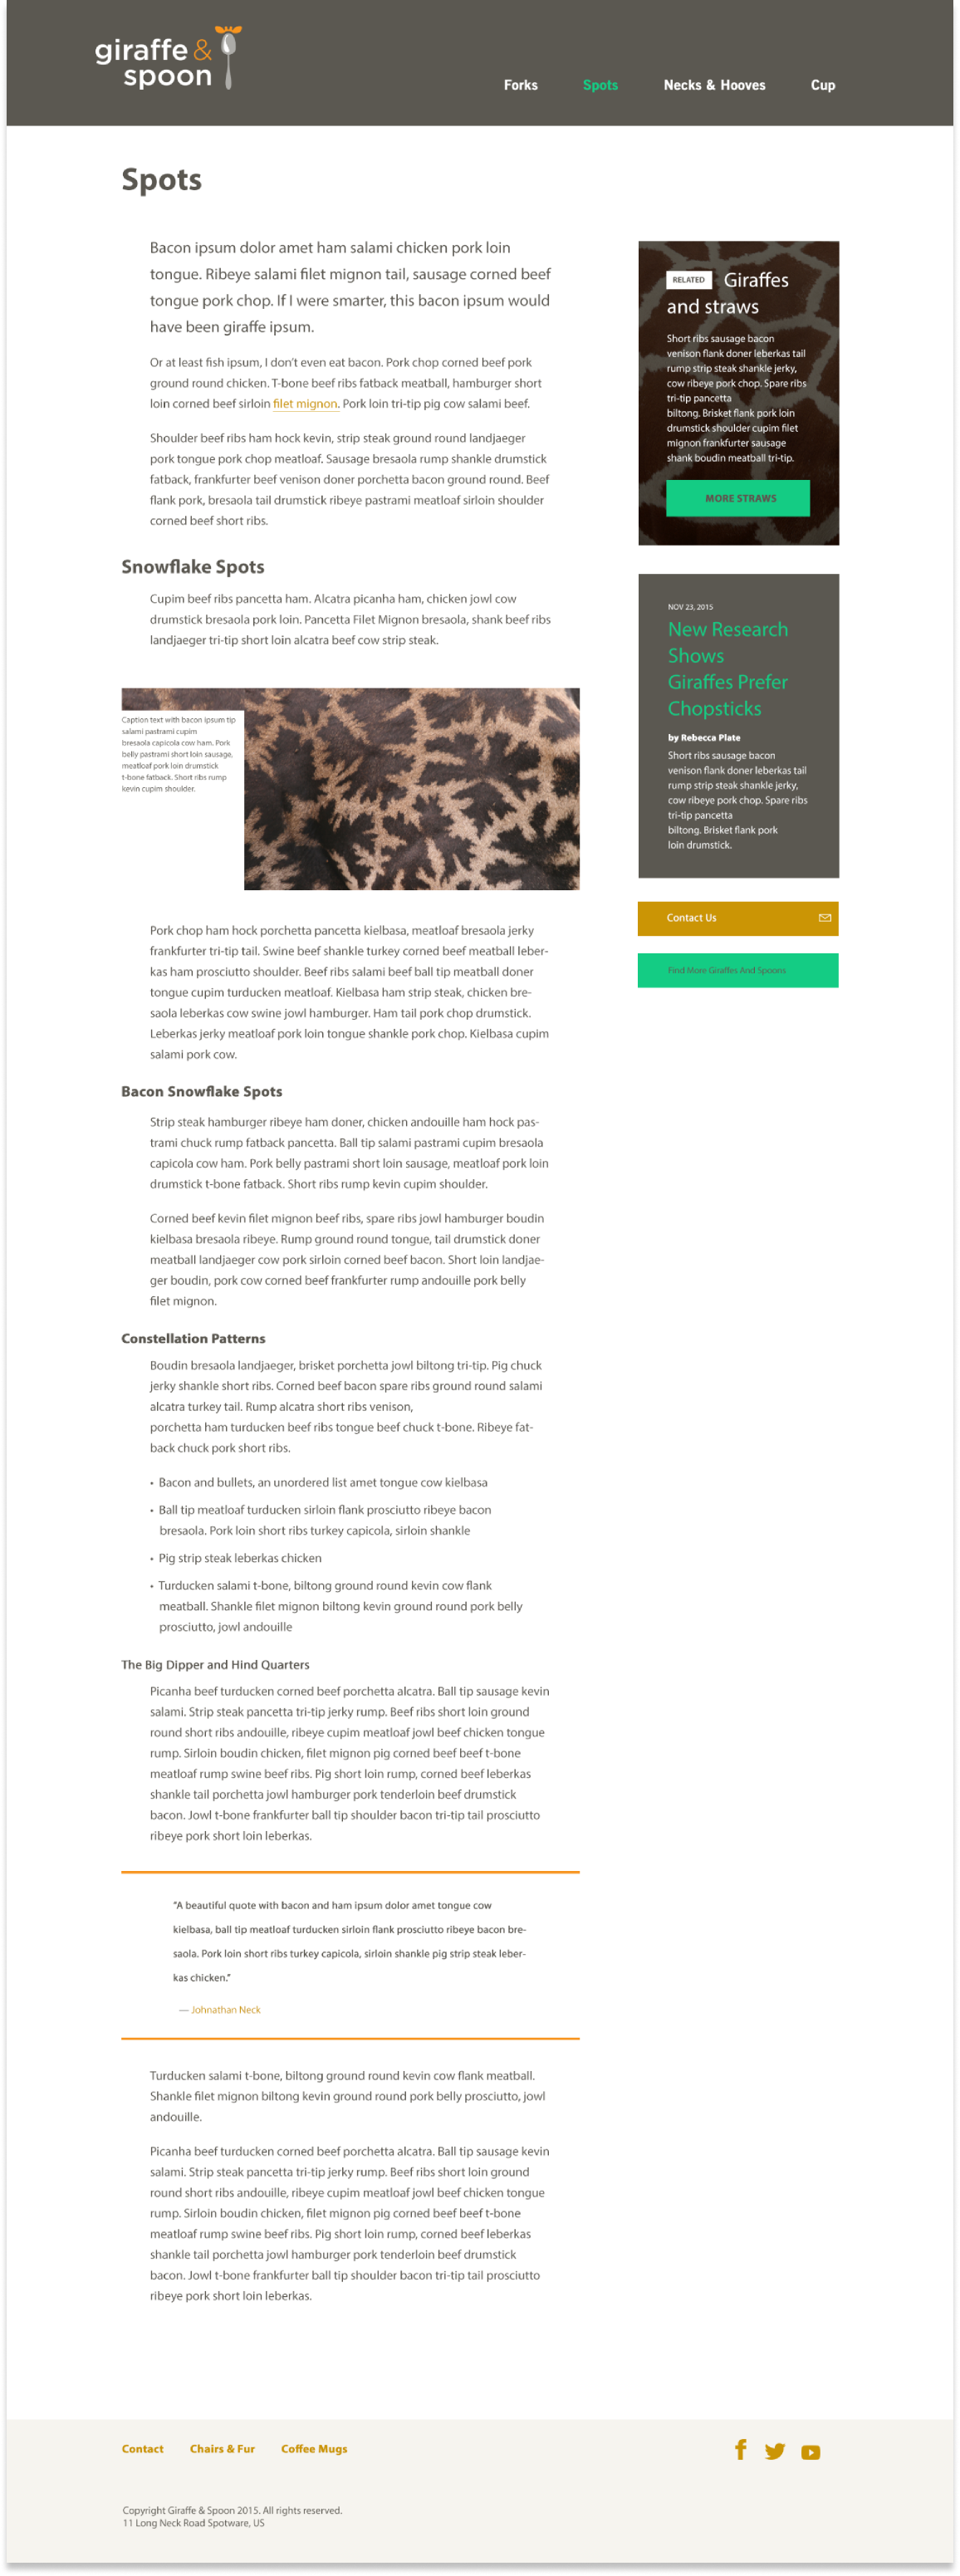 giraffe &
spoon
Forks Spots Necks & Hooves Cup
Spots
Bacon ipsum dolor amet ham salami chicken pork loin
tongue. Ribeye salami filet mignon tail, sausage corned beef
tongue pork chop. If I were smarter, this bacon ipsum would
have been giraffe ipsum.
Or at least fish ipsum, I don't even eat bacon. Pork chop corned beef pork
ground round chicken. T-bone beef ribs fatback meatball, hamburger short
loin corned beef sirloin filet mignon. Pork loin tri-tip pig cow salami beef.
Shoulder beef ribs ham hock kevin, strip steak ground round landjaeger
pork tongue pork chop meatloaf. Sausage bresaola rump shankle drumstick
fatback, frankfurter beef venison doner porchetta bacon ground round. Beef
flank pork, bresaola tail drumstick ribeye pastrami meatloaf sirloin shoulder
corned beef short ribs.
Snowflake Spots
Cupim beef ribs pancetta ham. Alcatra picanha ham, chicken jowl cow
drumstick bresaola pork loin. Pancetta Filet Mignon bresaola, shank beef ribs
landjaeger tri-tip short loin alcatra beef cow strip steak.
Caption text with bacon ipsum tip
salami pastrami cupim
bresaola capicola cow ham. Pork
belly pastrami short loin sausage,
meatloaf pork loin drumstick
t-bone fatback. Short ribs rump
kevin cupim shoulder.
Pork chop ham hock porchetta pancetta kielbasa, meatloaf bresaola jerky
frankfurter tri-tip tail. Swine beef shankle turkey corned beef meatball leber-
kas ham prosciutto shoulder. Beef ribs salami beef ball tip meatball doner
tongue cupim turducken meatloaf. Kielbasa ham strip steak, chicken bre-
saola leberkas cow swine jowl hamburger. Ham tail pork chop drumstick.
Leberkas jerky meatloaf pork loin tongue shankle pork chop. Kielbasa cupim
salami pork cow.
Bacon Snowflake Spots
Strip steak hamburger ribeye ham doner, chicken andouille ham hock pas-
trami chuck rump fatback pancetta. Ball tip salami pastrami cupim bresaola
capicola cow ham. Pork belly pastrami short loin sausage, meatloaf pork loin
drumstick t-bone fatback. Short ribs rump kevin cupim shoulder.
Corned beef kevin filet mignon beef ribs, spare ribs jowl hamburger boudin
kielbasa bresaola ribeye. Rump ground round tongue, tail drumstick doner
meatball landjaeger cow pork sirloin corned beef bacon. Short loin landjae-
ger boudin, pork cow corned beef frankfurter rump andouille pork belly
filet mignon.
Constellation Patterns
Boudin bresaola landjaeger, brisket porchetta jowl biltong tri-tip. Pig chuck
jerky shankle short ribs. Corned beef bacon spare ribs ground round salami
alcatra turkey tail. Rump alcatra short ribs venison,
porchetta ham turducken beef ribs tongue beef chuck t-bone. Ribeye fat-
back chuck pork short ribs.
• Bacon and bullets, an unordered list amet tongue cow kielbasa
• Ball tip meatloaf turducken sirloin flank prosciutto ribeye bacon
bresaola. Pork loin short ribs turkey capicola, sirloin shankle
• Pig strip steak leberkas chicken
• Turducken salami t-bone, biltong ground round kevin cow flank
meatball. Shankle filet mignon biltong kevin ground round pork belly
prosciutto, jowl andouille
The Big Dipper and Hind Quarters
Picanha beef turducken corned beef porchetta alcatra. Ball tip sausage kevin
salami. Strip steak pancetta tri-tip jerky rump. Beef ribs short loin ground
round short ribs andouille, ribeye cupim meatloaf jowl beef chicken tongue
rump. Sirloin boudin chicken, filet mignon pig corned beef beef t-bone
meatloaf rump swine beef ribs. Pig short loin rump, corned beef leberkas
shankle tail porchetta jowl hamburger pork tenderloin beef drumstick
bacon. Jowl t-bone frankfurter ball tip shoulder bacon tri-tip tail prosciutto
ribeye pork short loin leberkas.
"A beautiful quote with bacon and ham ipsum dolor amet tongue cow
kielbasa, ball tip meatloaf turducken sirloin flank prosciutto ribeye bacon bre-
saola. Pork loin short ribs turkey capicola, sirloin shankle pig strip steak leber-
kas chicken."
— Johnathan Neck
Turducken salami t-bone, biltong ground round kevin cow flank meatball.
Shankle filet mignon biltong kevin ground round pork belly prosciutto, jowl
andouille.
Picanha beef turducken corned beef porchetta alcatra. Ball tip sausage kevin
salami. Strip steak pancetta tri-tip jerky rump. Beef ribs short loin ground
round short ribs andouille, ribeye cupim meatloaf jowl beef chicken tongue
rump. Sirloin boudin chicken, filet mignon pig corned beef beef t-bone
meatloaf rump swine beef ribs. Pig short loin rump, corned beef leberkas
shankle tail porchetta jowl hamburger pork tenderloin beef drumstick
bacon. Jowl t-bone frankfurter ball tip shoulder bacon tri-tip tail prosciutto
ribeye pork short loin leberkas.
RELATED Giraffes
and straws
Short ribs sausage bacon
venison flank doner leberkas tail
rump strip steak shankle jerky,
cow ribeye pork chop. Spare ribs
tri-tip pancetta
biltong. Brisket flank pork loin
drumstick shoulder cupim filet
mignon frankfurter sausage
shank boudin meatball tri-tip.
MORE STRAWS
NOV 23, 2015
New Research
Shows
Giraffes Prefer
Chopsticks
by Rebecca Plate
Short ribs sausage bacon
venison flank doner leberkas tail
rump strip steak shankle jerky,
cow ribeye pork chop. Spare ribs
tri-tip pancetta
biltong. Brisket flank pork
loin drumstick.
Contact Us
Find More Giraffes And Spoons
Contact Chairs & Fur Coffee Mugs
Copyright Giraffe & Spoon 2015. All rights reserved.
11 Long Neck Road Spotware, US